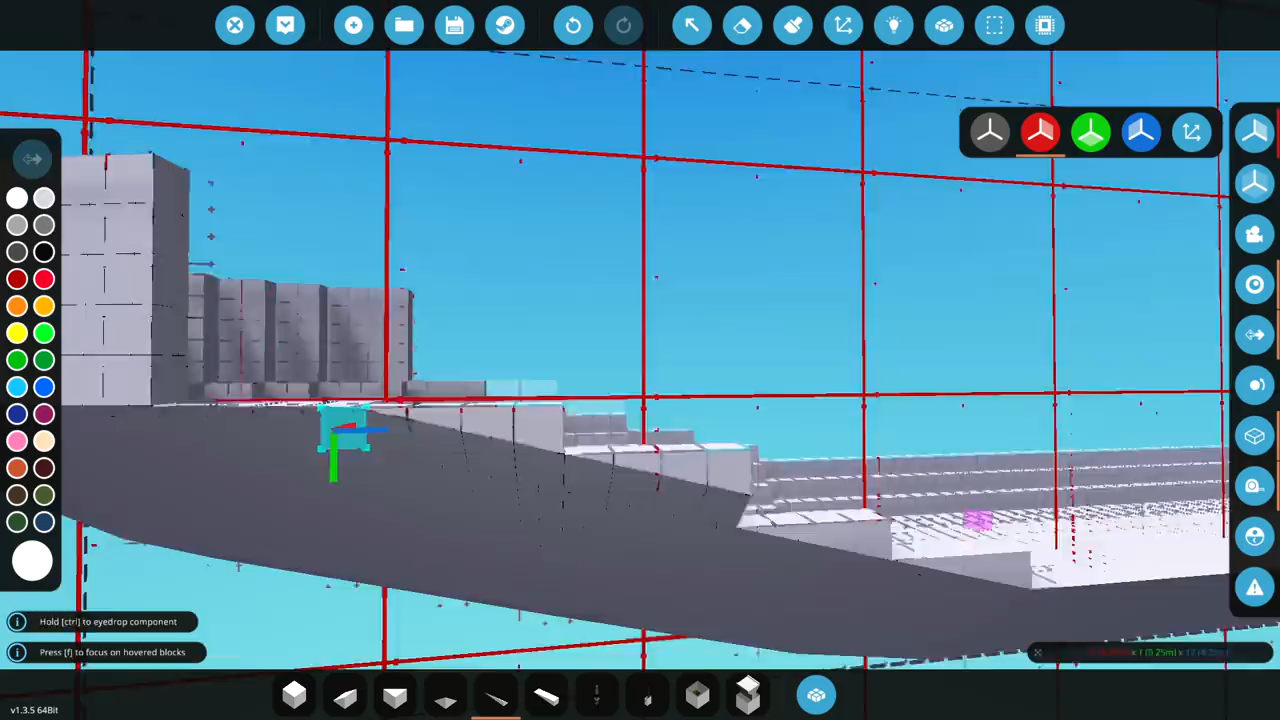 Hold [ctrl] to eyedrop component
Press [f] to focus on hovered blocks
v1.3.5 64Bit